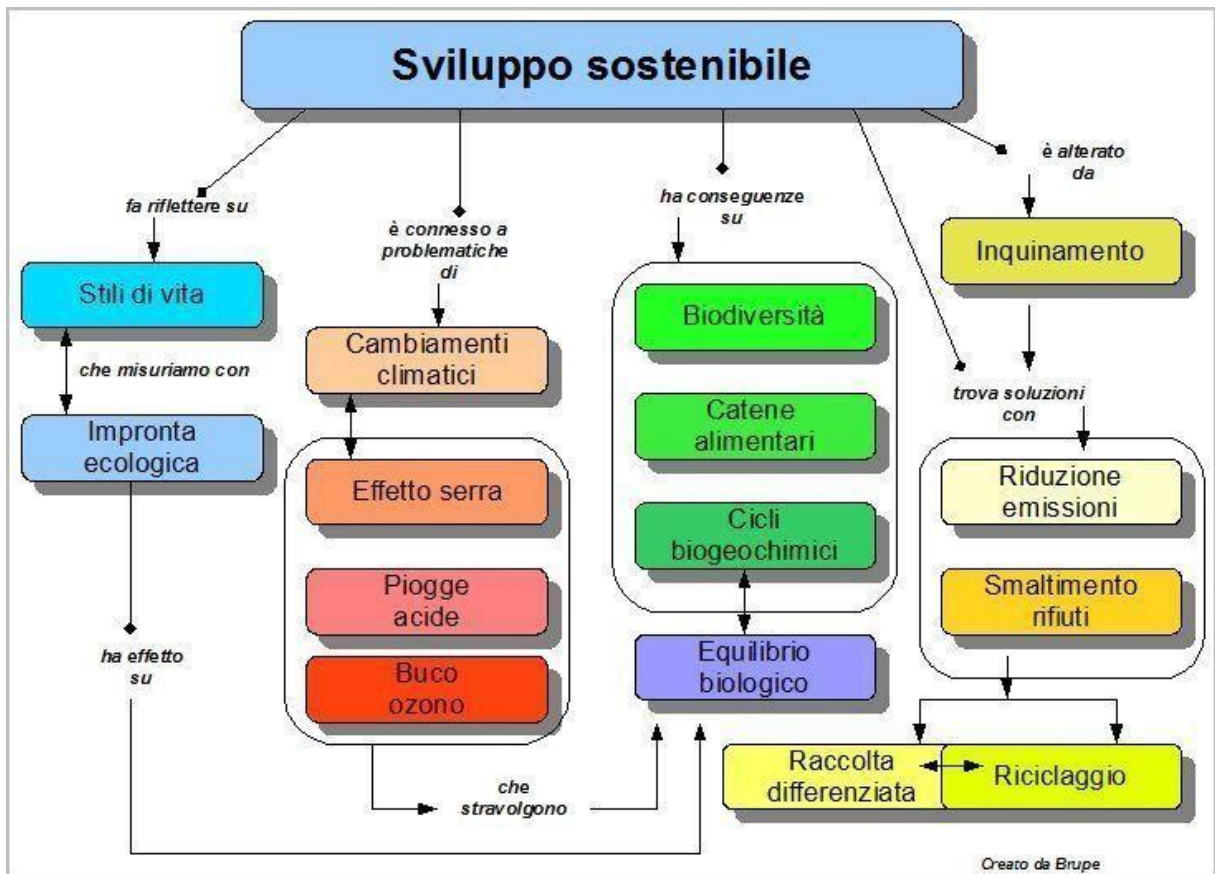 Sviluppo sostenibile
fa riflettere su
è connesso a
problematiche
di
ha conseguenze
su
è alterato
da
Stili di vita
che misuriamo con
Impronta
ecologica
ha effetto
su
Cambiamenti
climatici
Effetto serra
Piogge
acide
Buco
ozono
che
stravolgono
Biodiversità
Catene
alimentari
Cicli
biogeochimici
Equilibrio
biologico
Inquinamento
trova soluzioni
con
Riduzione
emissioni
Smaltimento
rifiuti
Raccolta
differenziata
Riciclaggio
Creato da Brupe